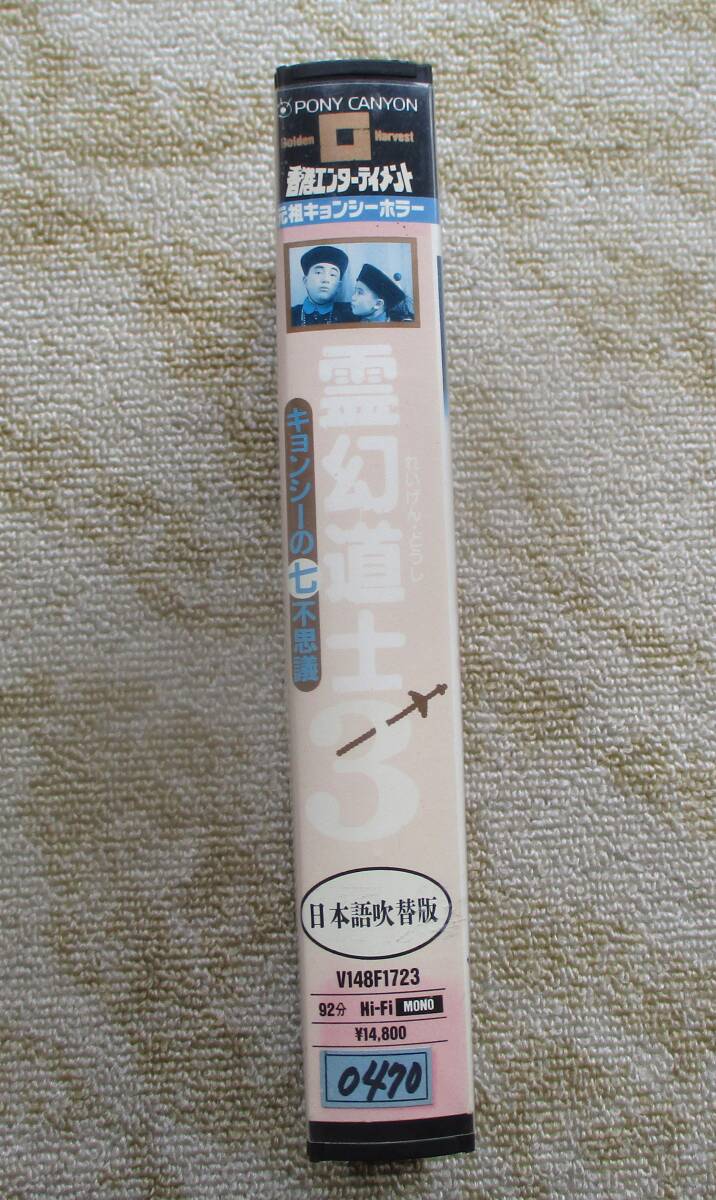 PONY CANYON
Golden Harvest
香港エンターテイメント
元祖キョンシーホラー
霊幻道士3
れいげん・どうし
キョンシーの七不思議
日本語吹替版
V148F1723
92分 Hi-Fi MONO
¥14,800
0470